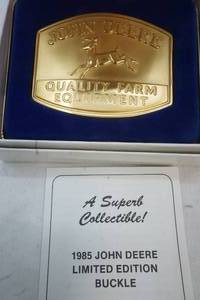 JOHN DEERE
QUALITY FARM
EQUIPMENT
A Superb
Collectible!
1985 JOHN DEERE
LIMITED EDITION
BUCKLE